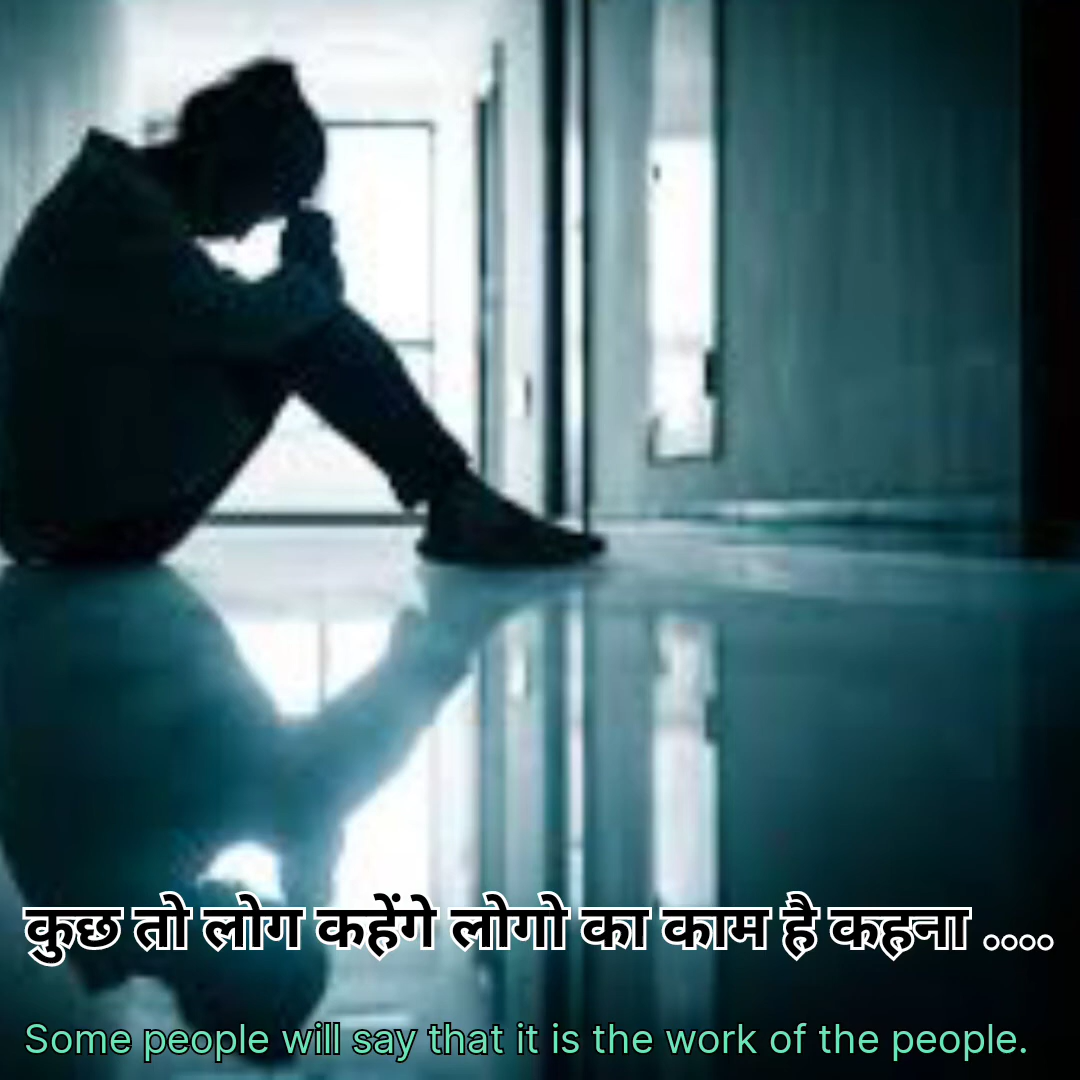 कुछ तो लोग कहेंगे लोगो का काम है कहना ....
Some people will say that it is the work of the people.